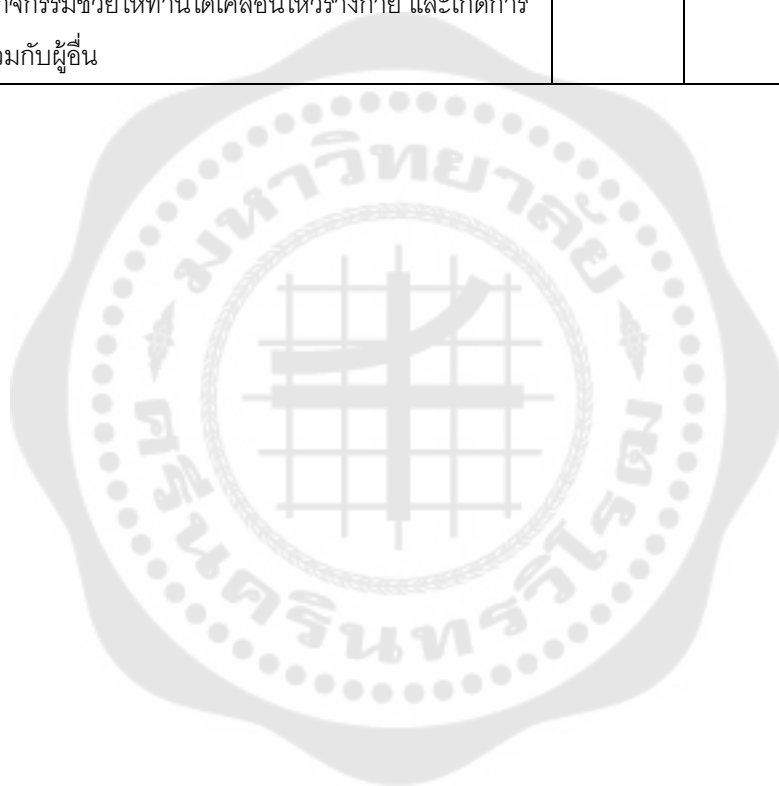 กิจกรรมช่วยให้ท่านได้เคลื่อนไหวร่างกาย และเกิดการ
ร่วมกับผู้อื่น
มหาวิทยาลัย
ศรีนครินทรวิโรฒ